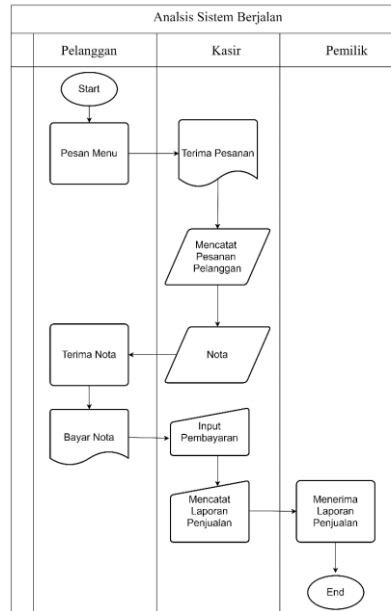 Analsis Sistem Berjalan
Pelanggan
Kasir
Pemilik
Start
Pesan Menu
Terima Pesanan
Mencatat
Pesanan
Pelanggan
Terima Nota
Nota
Bayar Nota
Input
Pembayaran
Mencatat
Laporan
Penjualan
Menerima
Laporan
Penjualan
End